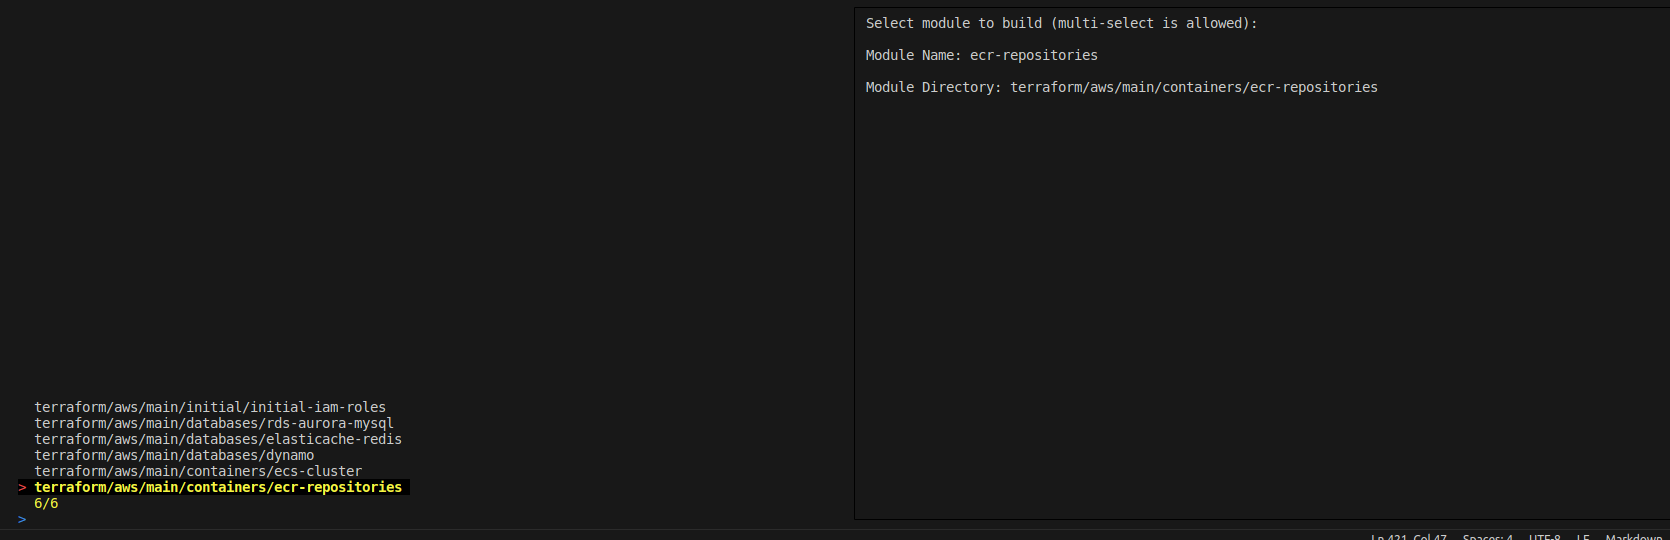 Select module to build (multi-select is allowed):
Module Name: ecr-repositories
Module Directory: terraform/aws/main/containers/ecr-repositories
terraform/aws/main/initial/initial-iam-roles
terraform/aws/main/databases/rds-aurora-mysql
terraform/aws/main/databases/elasticache-redis
terraform/aws/main/databases/dynamo
terraform/aws/main/containers/ecs-cluster
> terraform/aws/main/containers/ecr-repositories
6/6
>
Ln 421, Col 47 Spaces: 4 UTF-8 LF Markdown